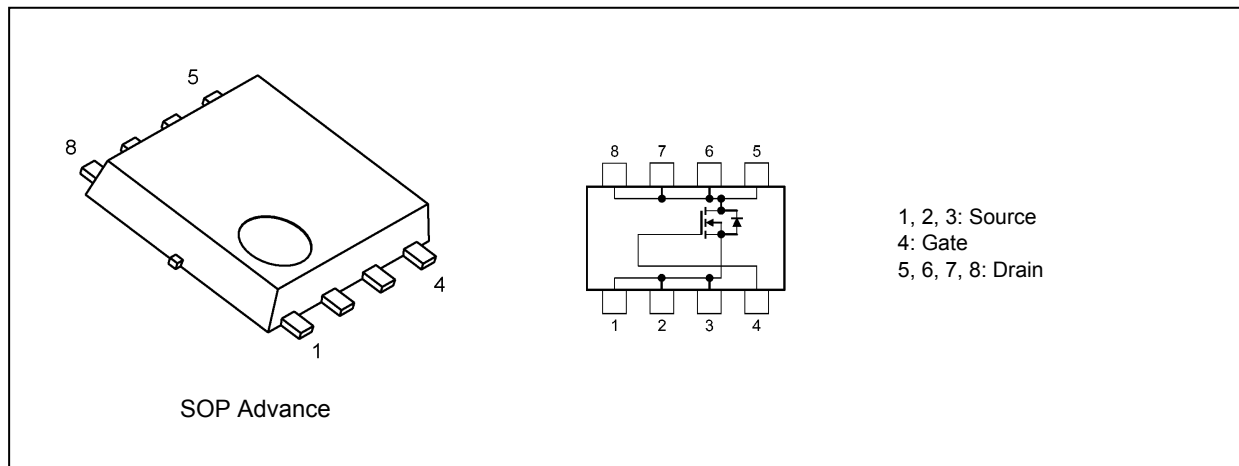 5
8
4
1
SOP Advance
8 7 6 5
1 2 3 4
1, 2, 3: Source
4: Gate
5, 6, 7, 8: Drain